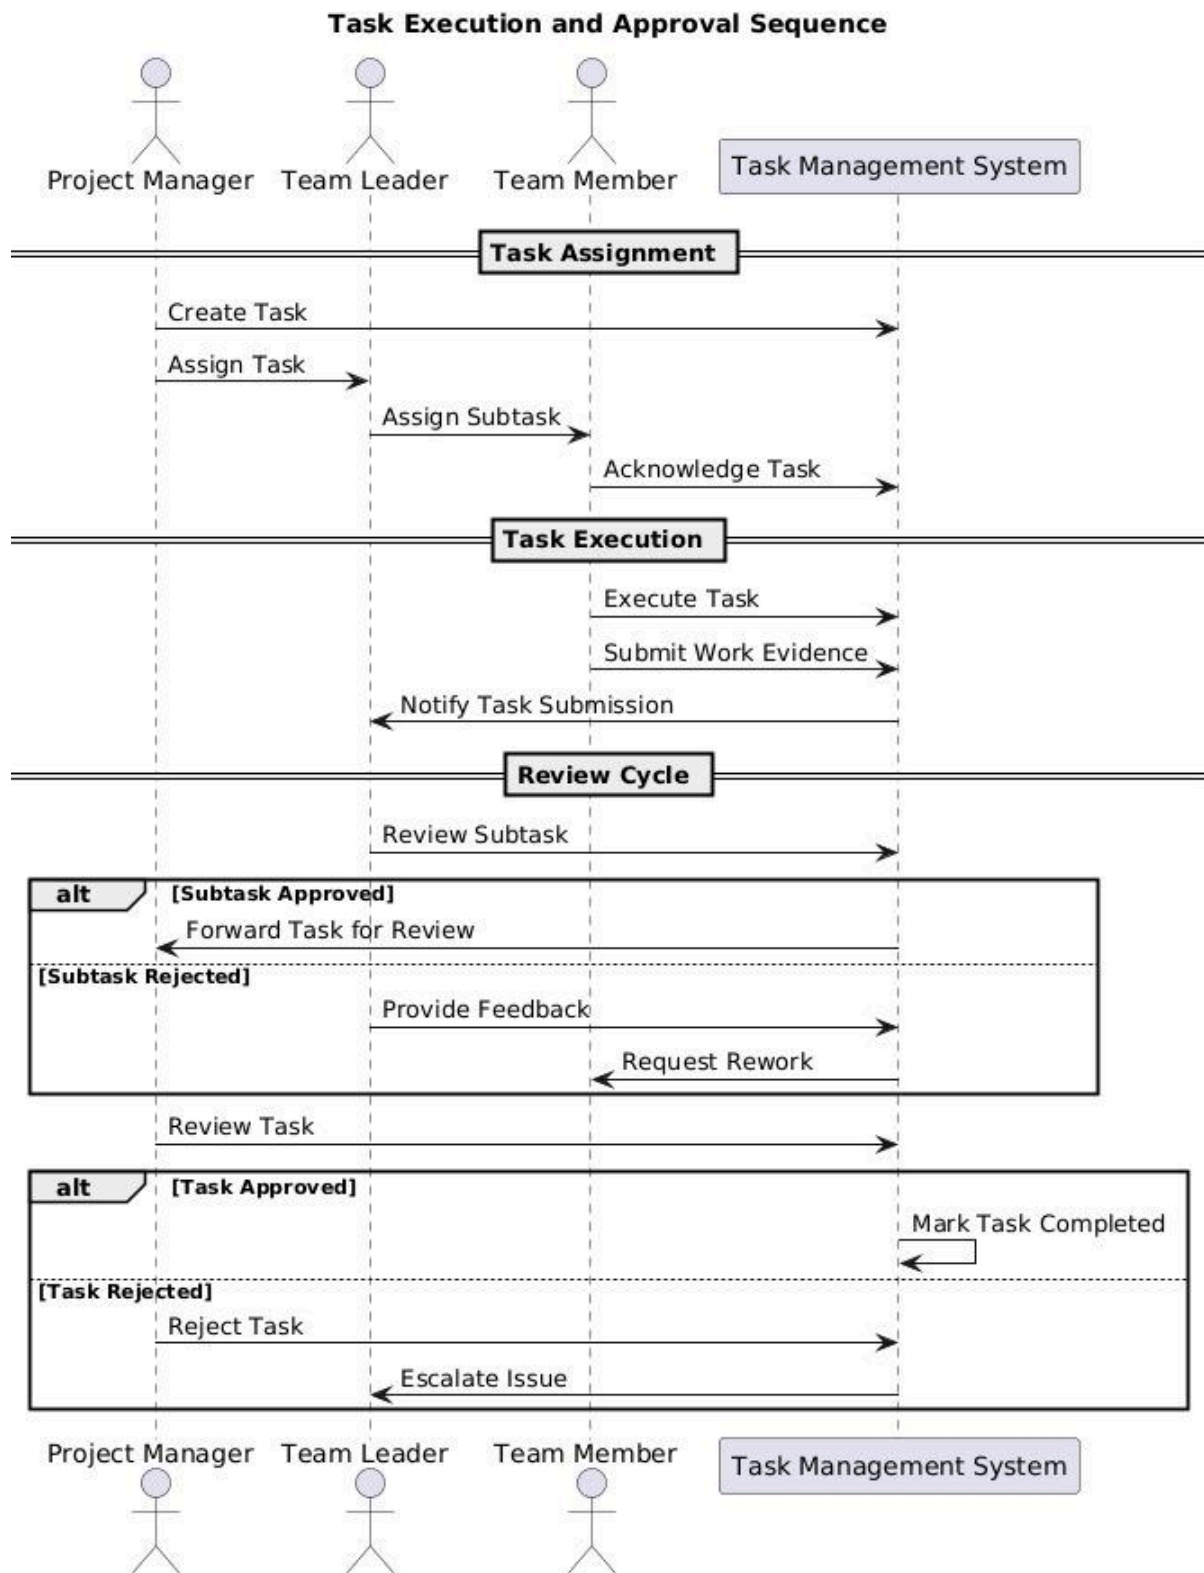 Task Execution and Approval Sequence
Project Manager Team Leader Team Member Task Management System
Task Assignment
Create Task
Assign Task
Assign Subtask
Acknowledge Task
Task Execution
Execute Task
Submit Work Evidence
Notify Task Submission
Review Cycle
Review Subtask
alt [Subtask Approved]
Forward Task for Review
[Subtask Rejected]
Provide Feedback
Request Rework
Review Task
alt [Task Approved]
Mark Task Completed
[Task Rejected]
Reject Task
Escalate Issue
Project Manager Team Leader Team Member Task Management System